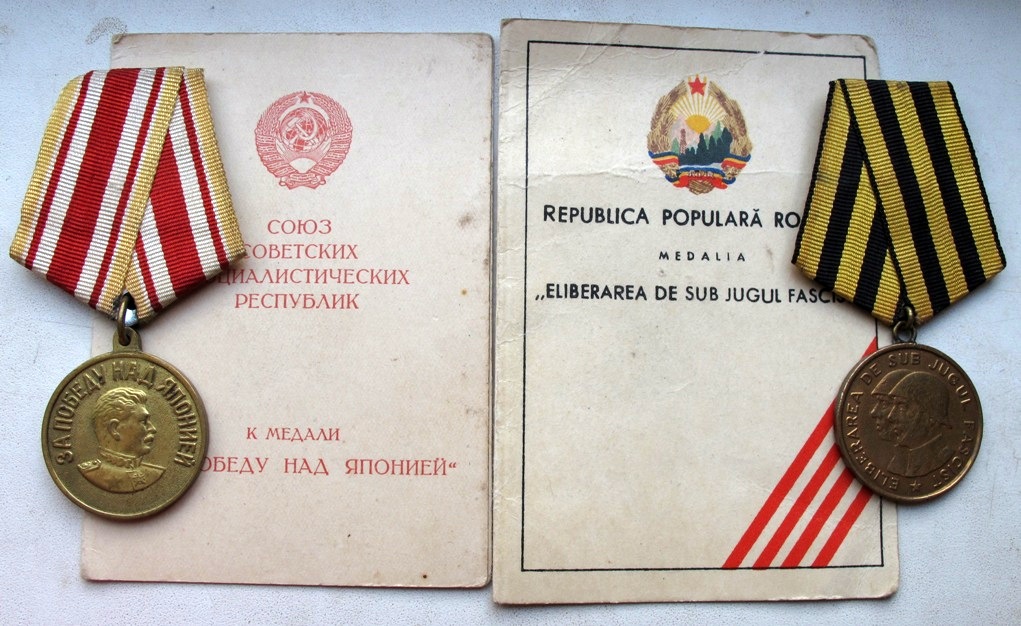 СОЮЗ
СОВЕТСКИХ
ЦИАЛИСТИЧЕСКИХ
РЕСПУБЛИК
К МЕДАЛИ
ОБЕДУ НАД ЯПОНИЕЙ“
ЗА ПОБЕДУ НАД ЯПОНИЕЙ
REPUBLICA POPULARĂ RO
MEDALIA
„ELIBERAREA DE SUB JUGUL FASCIS
ELIBERAREA DE SUB JUGUL FASCIST ★